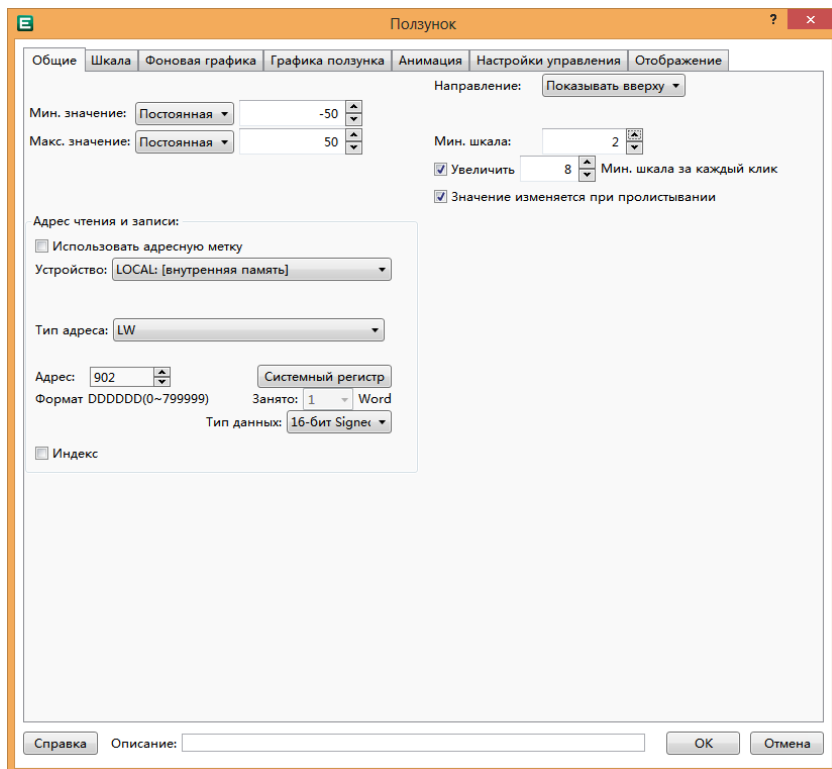 E Ползунок ? ×
Общие Шкала Фоновая графика Графика ползунка Анимация Настройки управления Отображение
Направление: Показывать вверху
Мин. значение: Постоянная -50
Макс. значение: Постоянная 50 Мин. шкала: 2
Увеличить 8 Мин. шкала за каждый клик
Значение изменяется при пролистывании
Адрес чтения и записи:
Использовать адресную метку
Устройство: LOCAL: [внутренняя память]
Тип адреса: LW
Адрес: 902 Системный регистр
Формат DDDDDD(0~799999) Занято: 1 Word
Тип данных: 16-бит Signe
Индекс
Справка Описание: OK Отмена